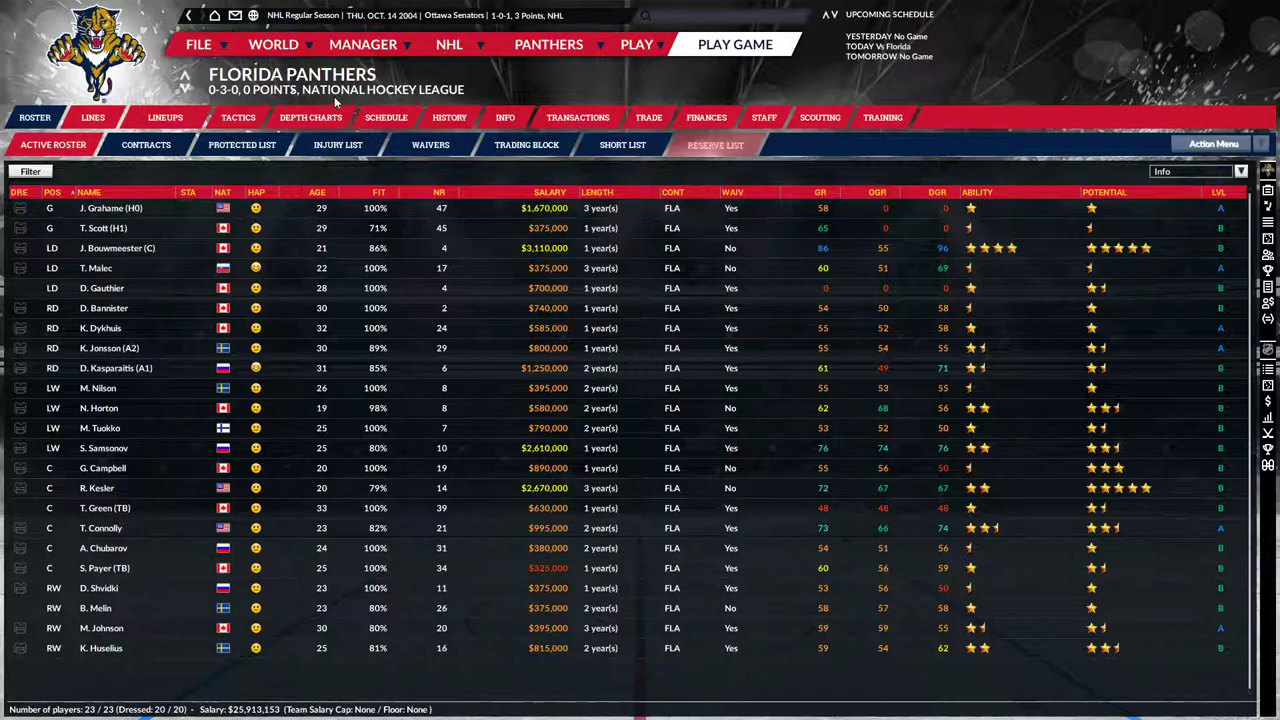 NHL Regular Season | THU. OCT. 14 2004 | Ottawa Senators | 1-0-1, 3 Points, NHL
UPCOMING SCHEDULE
YESTERDAY No Game
TODAY Vs Florida
TOMORROW No Game
FILE WORLD MANAGER NHL PANTHERS PLAY PLAY GAME
FLORIDA PANTHERS
0-3-0, 0 POINTS, NATIONAL HOCKEY LEAGUE
ROSTER LINES LINEUPS TACTICS DEPTH CHARTS SCHEDULE HISTORY INFO TRANSACTIONS TRADE FINANCES STAFF SCOUTING TRAINING
ACTIVE ROSTER CONTRACTS PROTECTED LIST INJURY LIST WAIVERS TRADING BLOCK SHORT LIST RESERVE LIST Action Menu
Filter Info
DRE POS NAME STA NAT HAP AGE FIT NR SALARY LENGTH CONT WAIV GR OGR DGR ABILITY POTENTIAL LVL
G J. Grahame (H0) 29 100% 47 $1,670,000 3 year(s) FLA Yes 58 0 0 A
G T. Scott (H1) 29 71% 45 $375,000 1 year(s) FLA Yes 65 0 0 B
LD J. Bouwmeester (C) 21 86% 4 $3,110,000 1 year(s) FLA No 86 55 96 B
LD T. Malec 22 100% 17 $375,000 3 year(s) FLA No 60 51 69 A
LD D. Gauthier 28 100% 4 $700,000 1 year(s) FLA Yes 0 0 0 B
RD D. Bannister 30 100% 2 $740,000 1 year(s) FLA Yes 54 50 58 B
RD K. Dykhuis 32 100% 24 $585,000 1 year(s) FLA Yes 55 52 58 A
RD K. Jonsson (A2) 30 89% 29 $800,000 1 year(s) FLA Yes 55 54 55 A
RD D. Kasparaitis (A1) 31 85% 6 $1,250,000 2 year(s) FLA Yes 61 49 71 B
LW M. Nilson 26 100% 8 $395,000 2 year(s) FLA Yes 55 53 55 B
LW N. Horton 19 98% 8 $580,000 2 year(s) FLA No 62 68 56 B
LW M. Tuokko 25 100% 7 $790,000 2 year(s) FLA Yes 53 52 50 B
LW S. Samsonov 25 80% 10 $2,610,000 1 year(s) FLA Yes 76 74 76 B
C G. Campbell 20 100% 19 $890,000 1 year(s) FLA No 55 56 50 B
C R. Kesler 20 79% 14 $2,670,000 3 year(s) FLA No 72 67 67 B
C T. Green (TB) 33 100% 39 $630,000 1 year(s) FLA Yes 48 48 48 B
C T. Connolly 23 82% 21 $995,000 2 year(s) FLA Yes 73 66 74 A
C A. Chubarov 24 100% 31 $380,000 2 year(s) FLA Yes 54 51 56 B
C S. Payer (TB) 25 100% 34 $325,000 1 year(s) FLA Yes 60 56 59 B
RW D. Shvidki 23 100% 11 $375,000 1 year(s) FLA Yes 53 56 50 B
RW B. Melin 23 80% 26 $375,000 2 year(s) FLA No 58 57 58 B
RW M. Johnson 30 80% 20 $395,000 3 year(s) FLA Yes 59 59 55 A
RW K. Huselius 25 81% 16 $815,000 2 year(s) FLA Yes 59 54 62 B
Number of players: 23 / 23 (Dressed: 20 / 20) - Salary: $25,913,153 (Team Salary Cap: None / Floor: None )